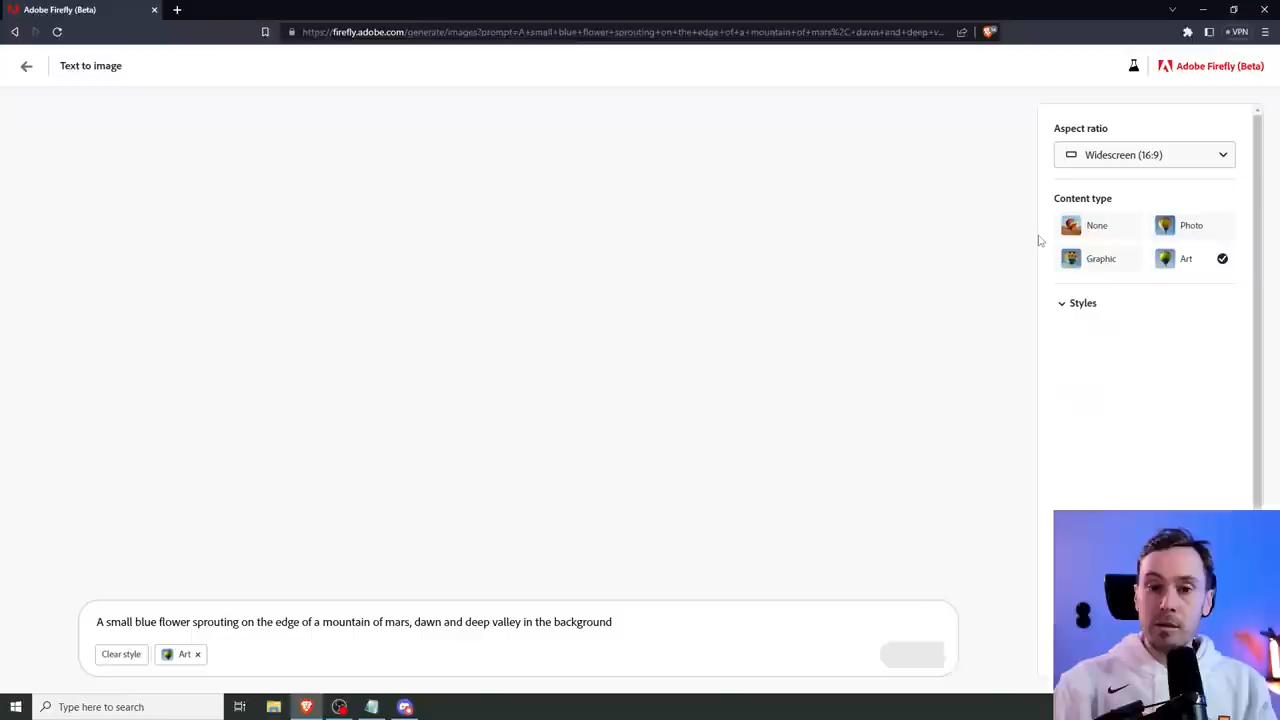 Adobe Firefly (Beta)
https://firefly.adobe.com/generate/images?prompt=A+small+blue+flower+sprouting+on+the+edge+of+a+mountain+of+mars%2C+dawn+and+deep+v...
VPN
Text to image
Adobe Firefly (Beta)
Aspect ratio
Widescreen (16:9)
Content type
None
Photo
Graphic
Art
Styles
A small blue flower sprouting on the edge of a mountain of mars, dawn and deep valley in the background
Clear style
Art
Type here to search